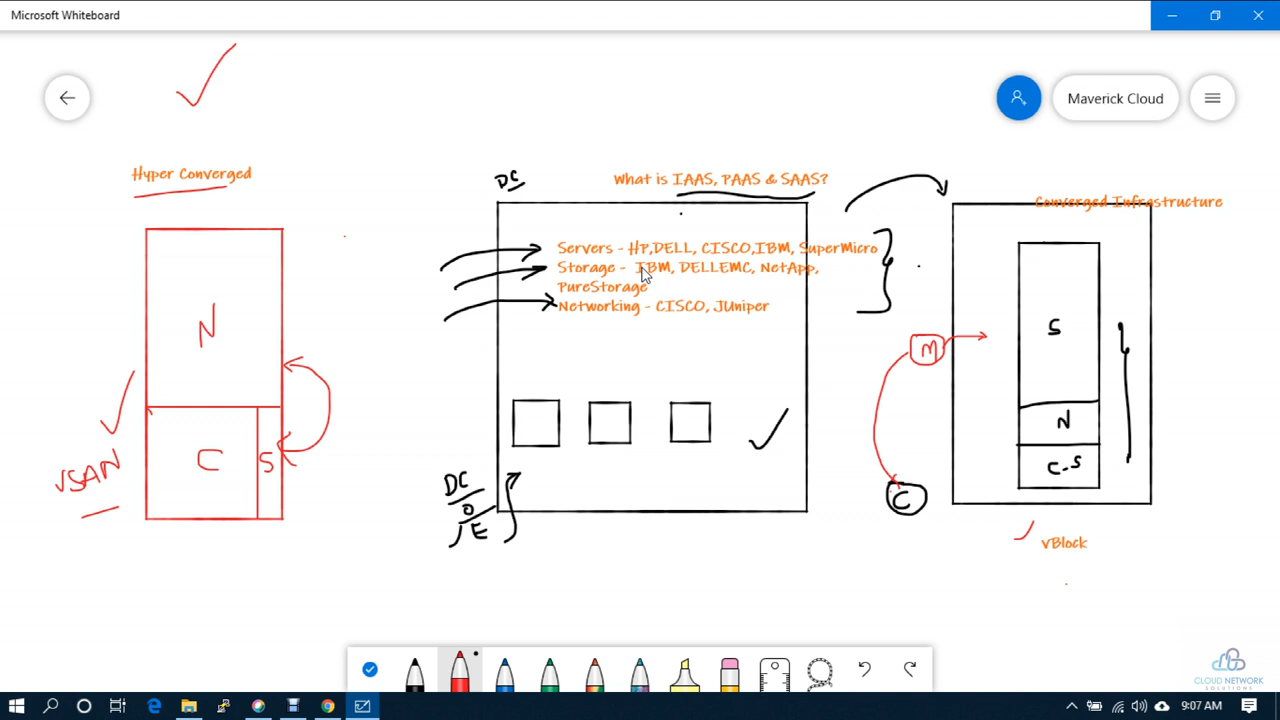 Microsoft Whiteboard
Maverick Cloud
Hyper Converged
DC
What is IAAS, PAAS & SAAS?
Converged Infrastructure
Servers - HP,DELL, CISCO,IBM, SuperMicro
Storage - IBM, DELLEMC, NetApp,
PureStorage
Networking - CISCO, JUniper
N
S
M
N
C
S
C-S
vSAN
DC
O
E
C
vBlock
CLOUD NETWORK
SOLUTIONS
9:07 AM